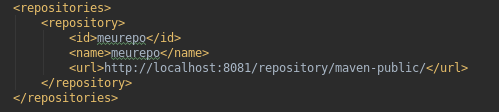 <repositories>
<repository>
<id>meurepo</id>
<name>meurepo</name>
<url>http://localhost:8081/repository/maven-public/</url>
</repository>
</repositories>